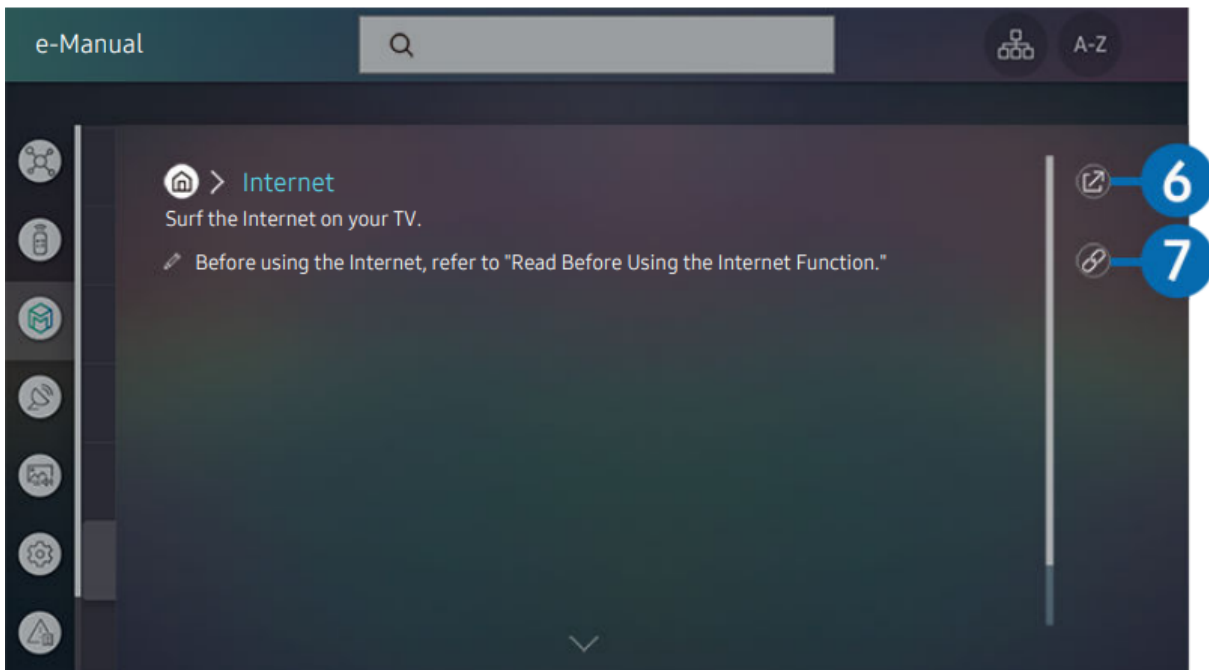 e-Manual
A-Z
> Internet
Surf the Internet on your TV.
Before using the Internet, refer to "Read Before Using the Internet Function."
6
7